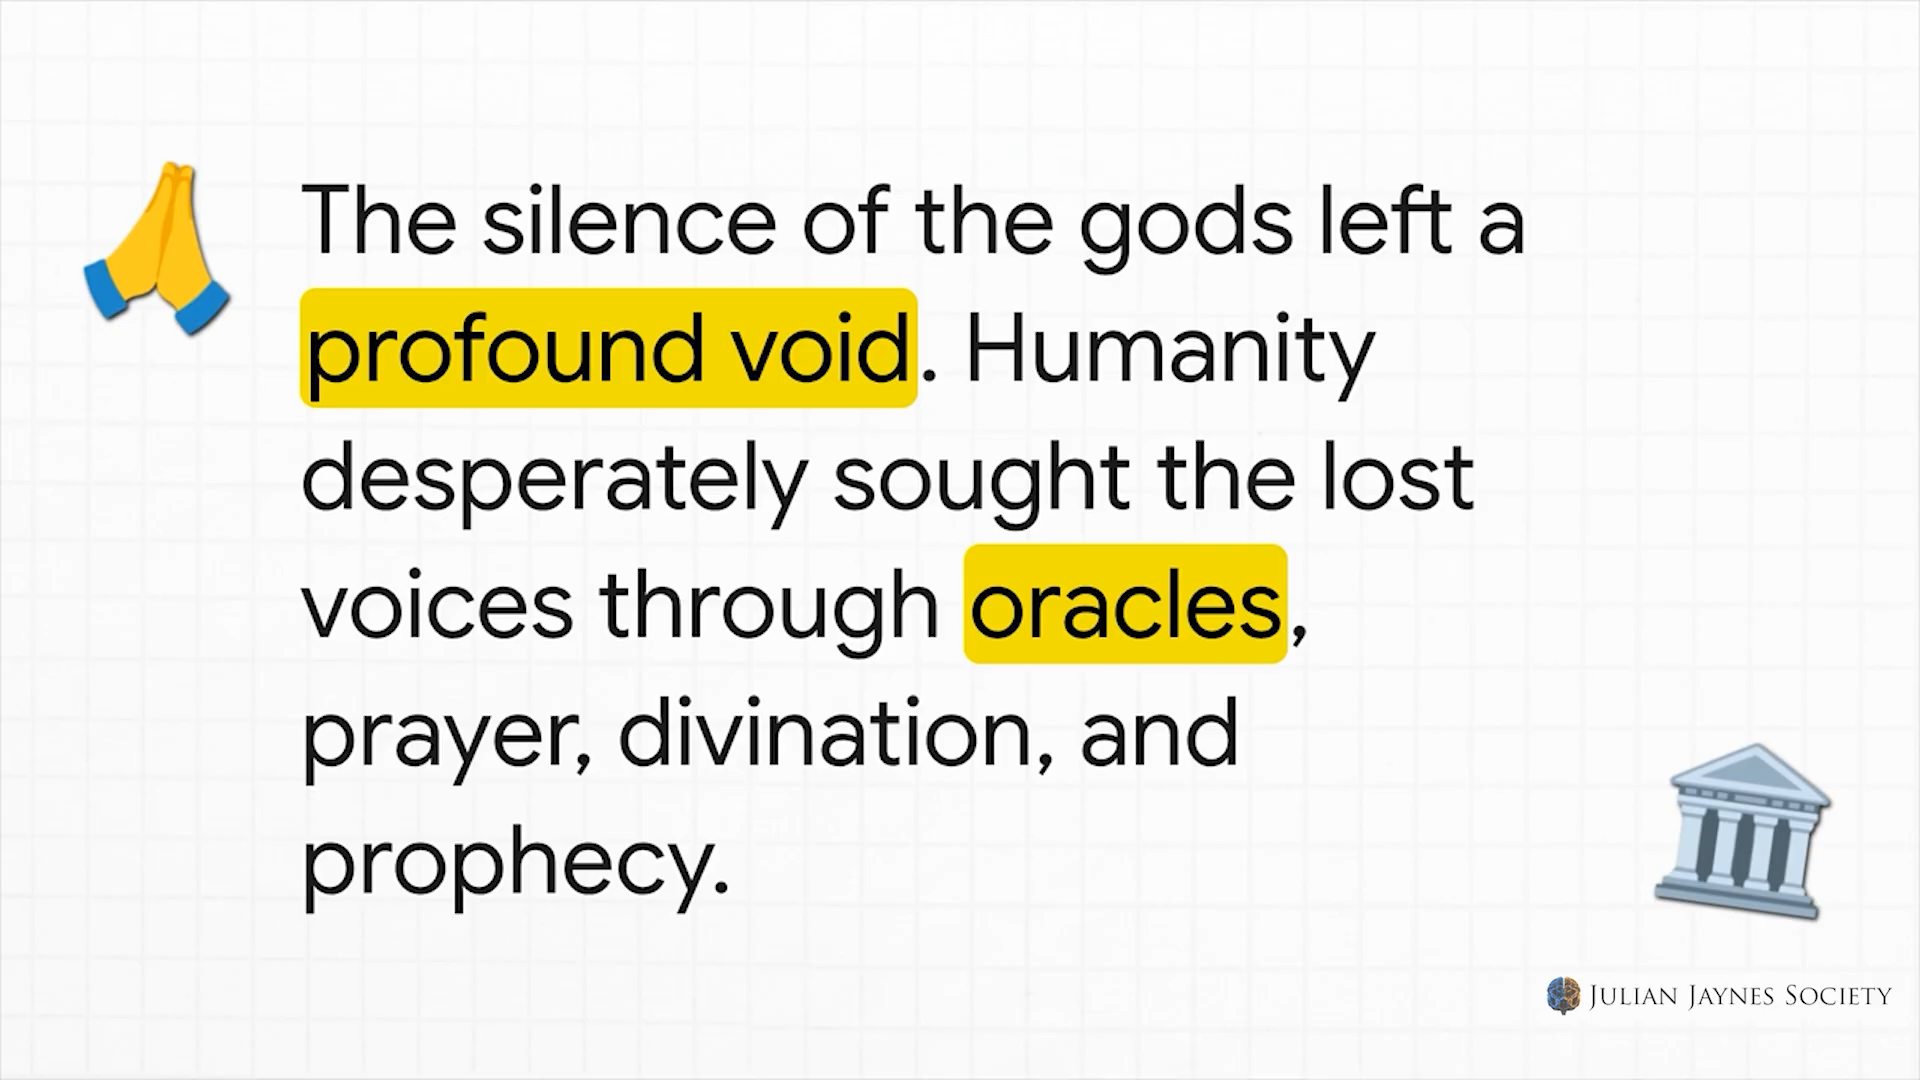 The silence of the gods left a
profound void. Humanity
desperately sought the lost
voices through oracles,
prayer, divination, and
prophecy.
Julian Jaynes Society